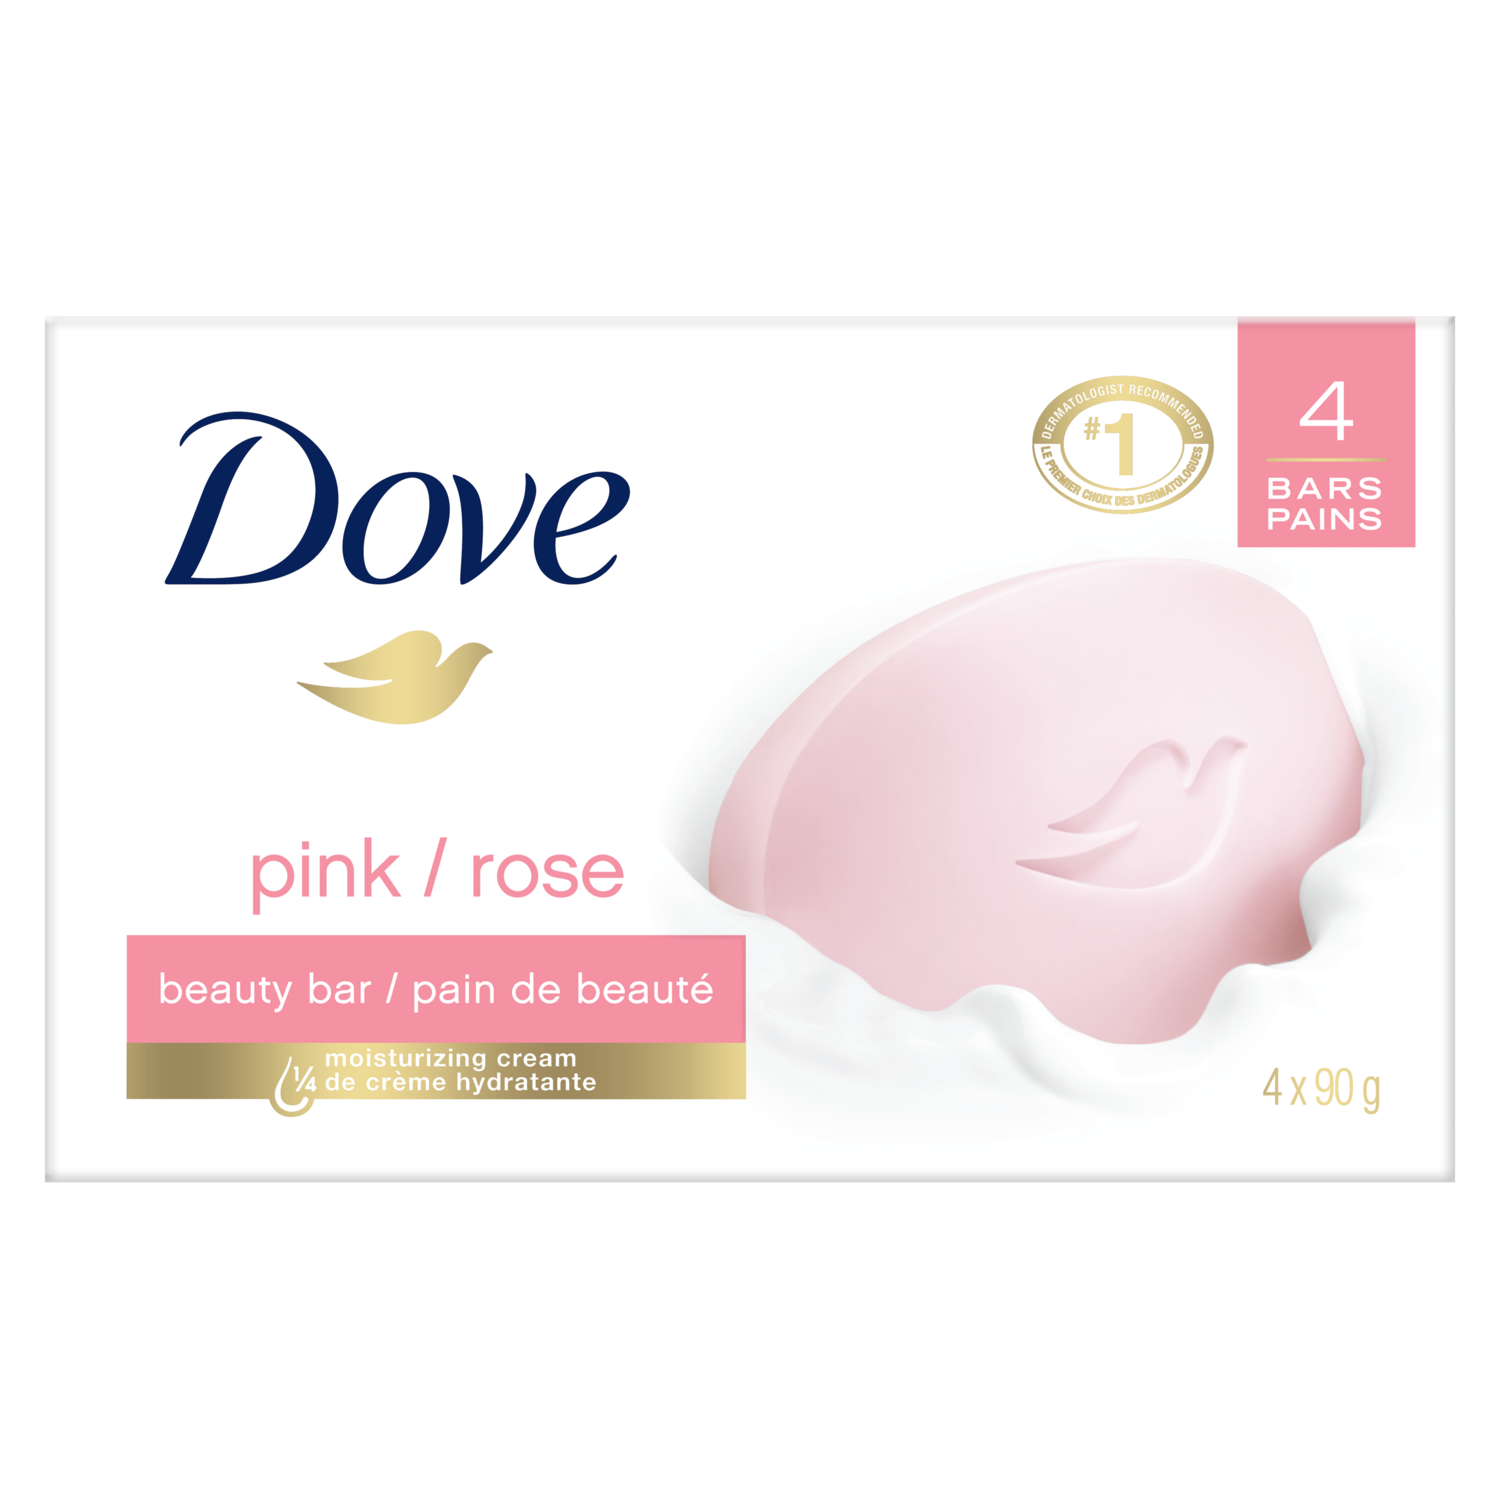 Dove
DERMATOLOGIST RECOMMENDED
#1
LE PREMIER CHOIX DES DERMATOLOGUES
4
BARS
PAINS
pink / rose
beauty bar / pain de beauté
1/4
moisturizing cream
de crème hydratante
4 x 90 g